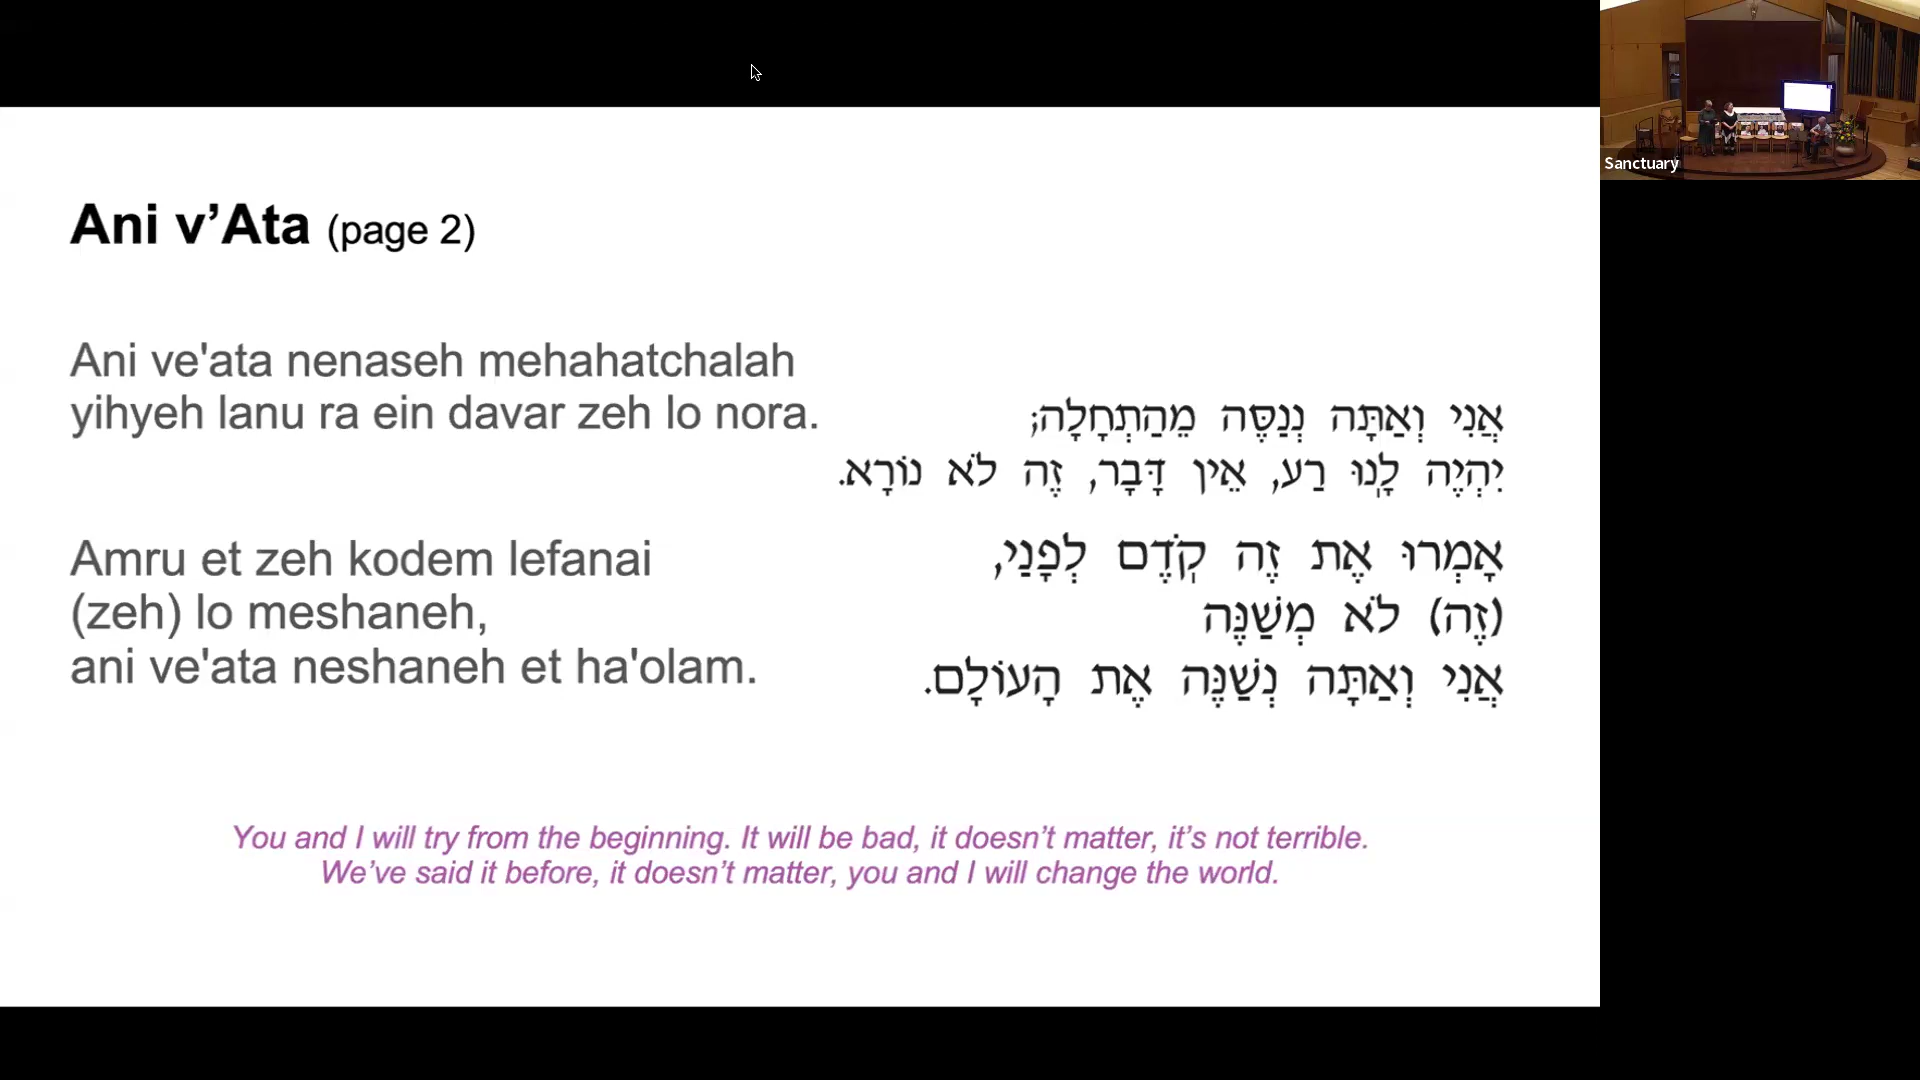 Ani v’Ata (page 2)
Ani ve'ata nenaseh mehahatchalah
yihyeh lanu ra ein davar zeh lo nora.
Amru et zeh kodem lefanai
(zeh) lo meshaneh,
ani ve'ata neshaneh et ha'olam.
אֲנִי וְאַתָּה נְנַסֶּה מֵהַתְחָלָה;
יִהְיֶה לָֽנוּ רַע, אֵין דָּבָר, זֶה לֹא נוֹרָא.
אָמְרוּ אֶת זֶה קֹֽדֶם לְפָנַי,
(זֶה) לֹא מְשַׁנֶּה
אֲנִי וְאַתָּה נְשַׁנֶּה אֶת הָעוֹלָם.
You and I will try from the beginning. It will be bad, it doesn’t matter, it’s not terrible.
We’ve said it before, it doesn’t matter, you and I will change the world.
Sanctuary